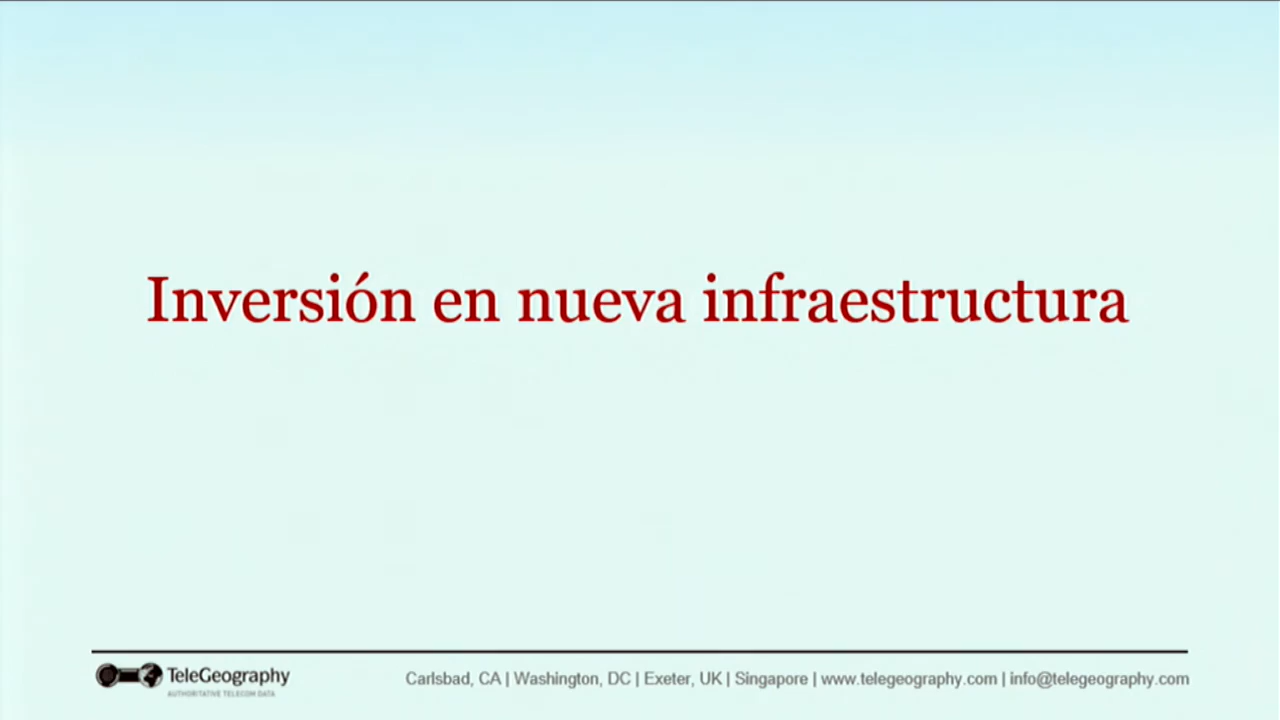 Inversión en nueva infraestructura
TeleGeography
AUTHORITATIVE TELECOM DATA
Carlsbad, CA | Washington, DC | Exeter, UK | Singapore | www.telegeography.com | info@telegeography.com